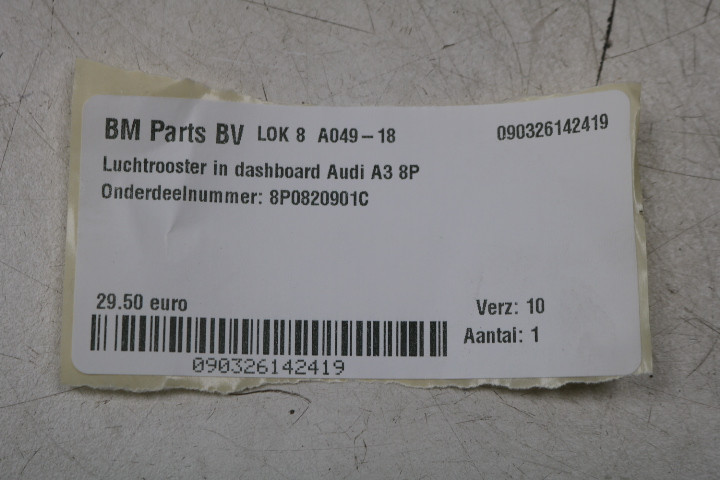 BM Parts BV LOK 8 A049-18
090326142419
Luchtrooster in dashboard Audi A3 8P
Onderdeelnummer: 8P0820901C
29.50 euro
Verz: 10
Aantal: 1
090326142419